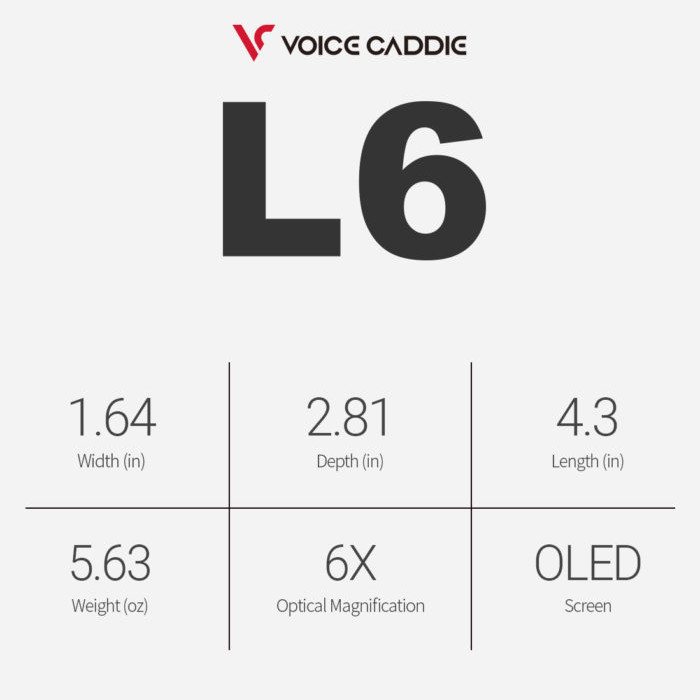 VOICE CADDIE
L6
1.64
Width (in)
2.81
Depth (in)
4.3
Length (in)
5.63
Weight (oz)
6X
Optical Magnification
OLED
Screen